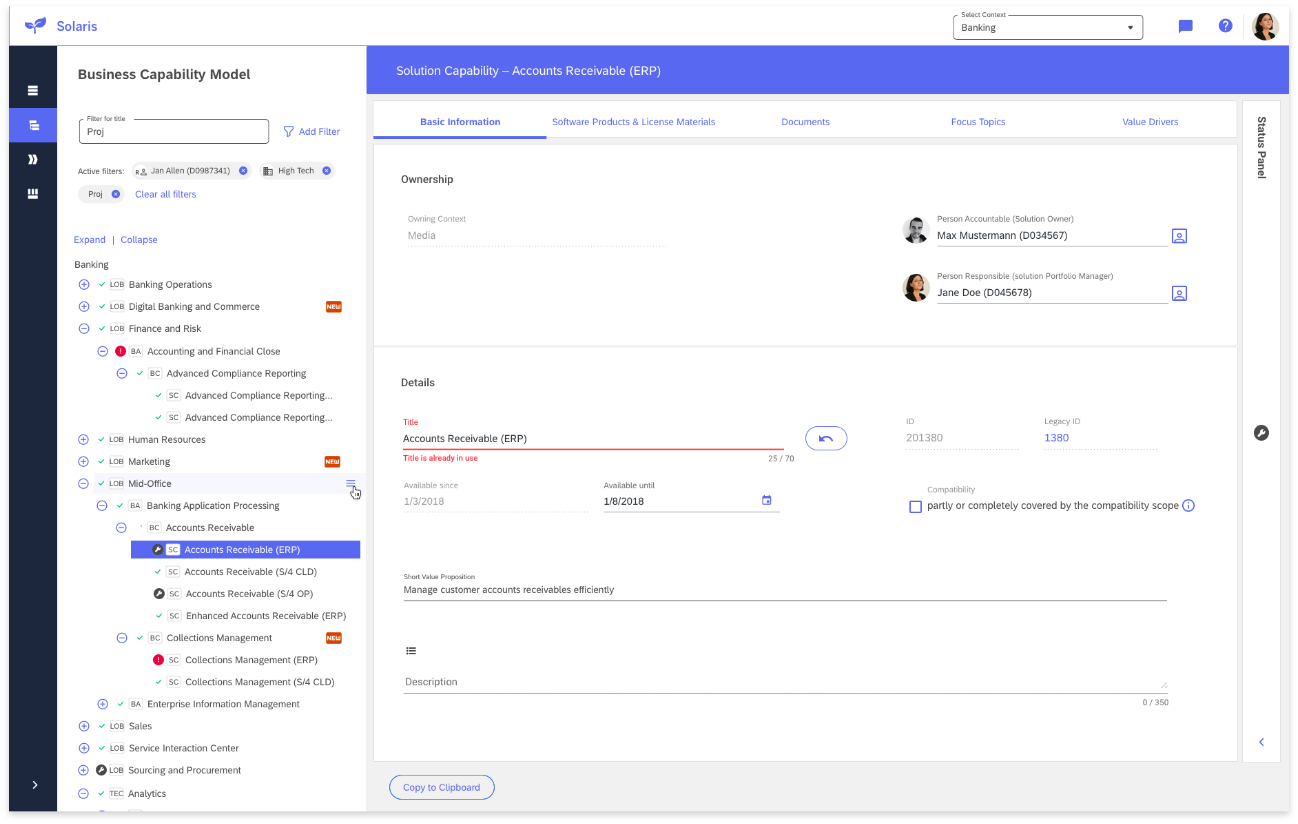 Solaris
Select Context
Banking
Business Capability Model
Filter for title
Proj
Add Filter
Active filters:
Jan Allen (D0987341)
High Tech
Proj
Clear all filters
Expand | Collapse
Banking
LOB Banking Operations
LOB Digital Banking and Commerce NEW
LOB Finance and Risk
BA Accounting and Financial Close
BC Advanced Compliance Reporting
SC Advanced Compliance Reporting...
SC Advanced Compliance Reporting...
LOB Human Resources
LOB Marketing NEW
LOB Mid-Office
BA Banking Application Processing
BC Accounts Receivable
SC Accounts Receivable (ERP)
SC Accounts Receivable (S/4 CLD)
SC Accounts Receivable (S/4 OP)
SC Enhanced Accounts Receivable (ERP)
BC Collections Management NEW
SC Collections Management (ERP)
SC Collections Management (S/4 CLD)
BA Enterprise Information Management
LOB Sales
LOB Service Interaction Center
LOB Sourcing and Procurement
TEC Analytics
Solution Capability – Accounts Receivable (ERP)
Basic Information
Software Products & License Materials
Documents
Focus Topics
Value Drivers
Ownership
Owning Context
Media
Person Accountable (Solution Owner)
Max Mustermann (D034567)
Person Responsible (solution Portfolio Manager)
Jane Doe (D045678)
Details
Title
Accounts Receivable (ERP)
Title is already in use
25 / 70
ID
201380
Legacy ID
1380
Available since
1/3/2018
Available until
1/8/2018
Compatibility
partly or completely covered by the compatibility scope
Short Value Proposition
Manage customer accounts receivables efficiently
Description
0 / 350
Copy to Clipboard
Status Panel